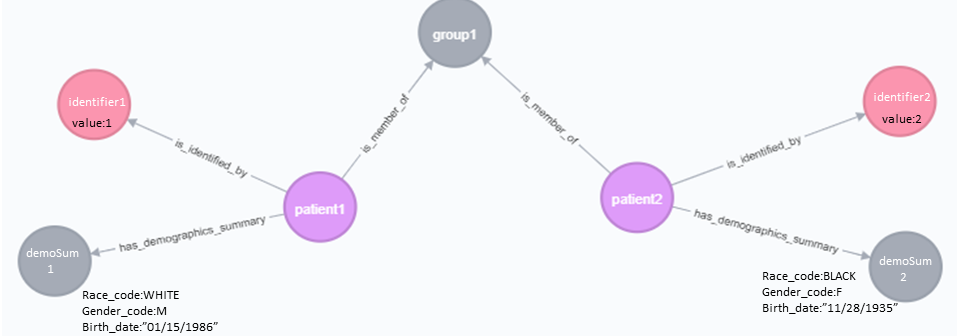 group1
identifier1
value:1
identifier2
value:2
is_member_of
is_member_of
is_identified_by
is_identified_by
patient1
patient2
has_demographics_summary
has_demographics_summary
demoSum
1
demoSum
2
Race_code:WHITE
Gender_code:M
Birth_date:”01/15/1986”
Race_code:BLACK
Gender_code:F
Birth_date:”11/28/1935”